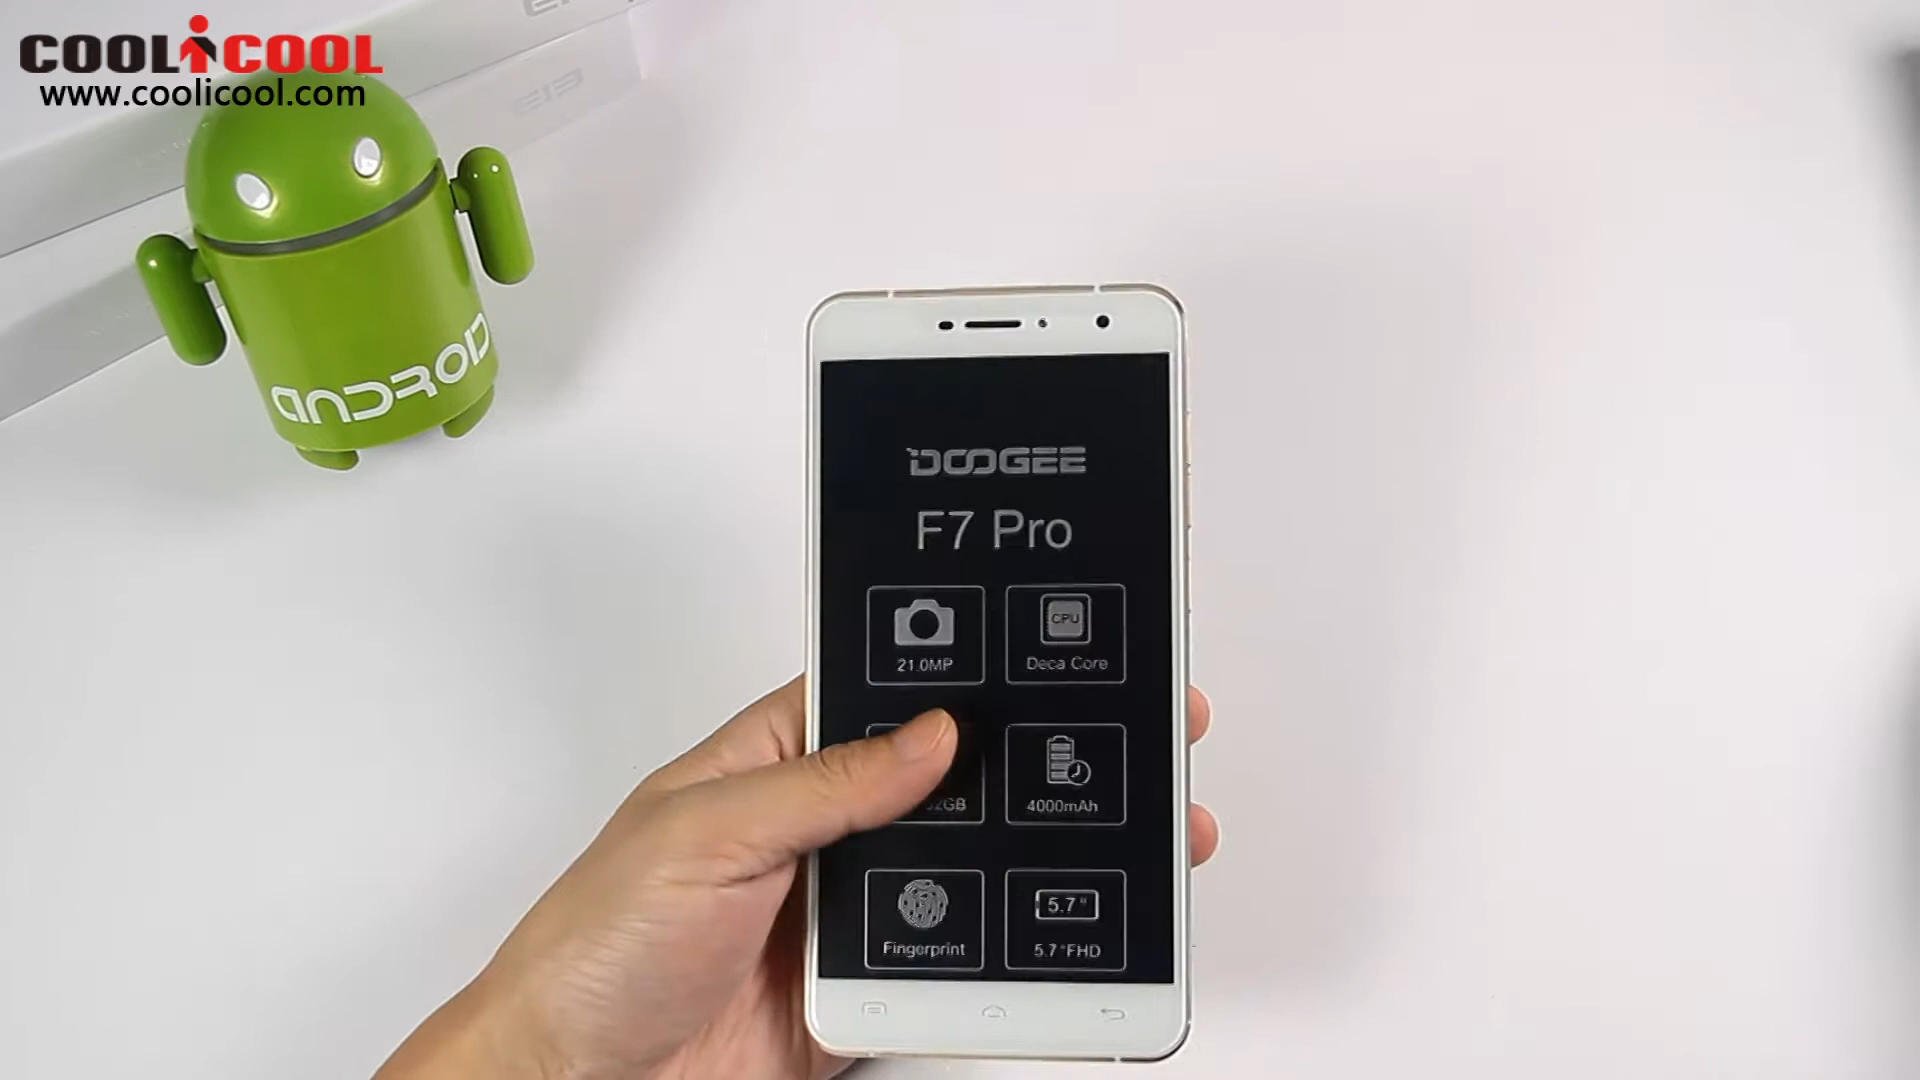 COOLiCOOL
www.coolicool.com
ANDROID
DOOGEE
F7 Pro
21.0MP
CPU
Deca Core
4000mAh
Fingerprint
5.7"
5.7"FHD